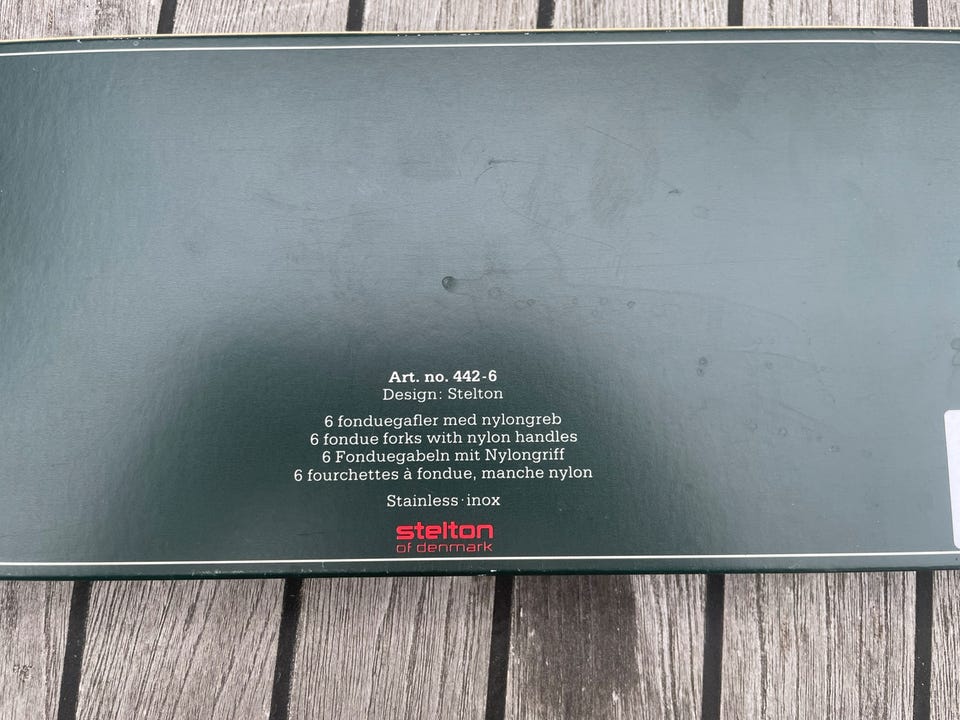 Art. no. 442-6
Design: Stelton
6 fonduegafler med nylongreb
6 fondue forks with nylon handles
6 Fonduegabeln mit Nylongriff
6 fourchettes à fondue, manche nylon
Stainless·inox
stelton
of denmark